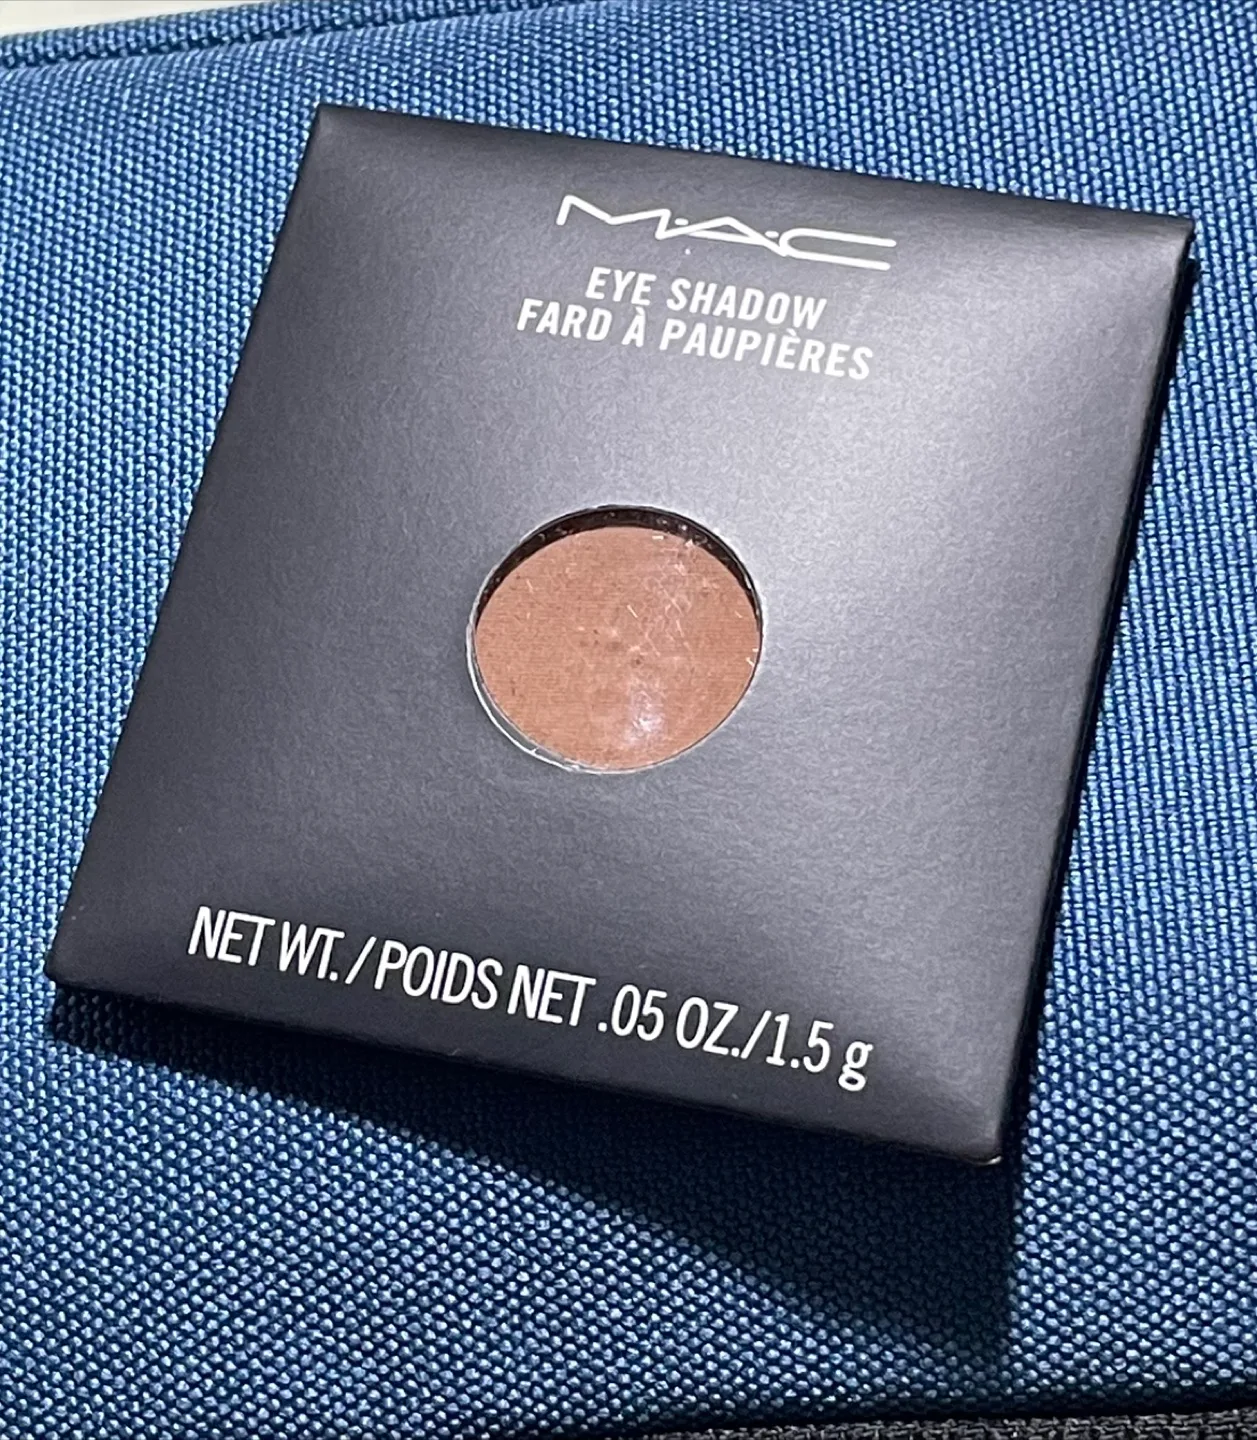 M·A·C
EYE SHADOW
FARD À PAUPIÈRES
NET WT. / POIDS NET .05 OZ./1.5 g